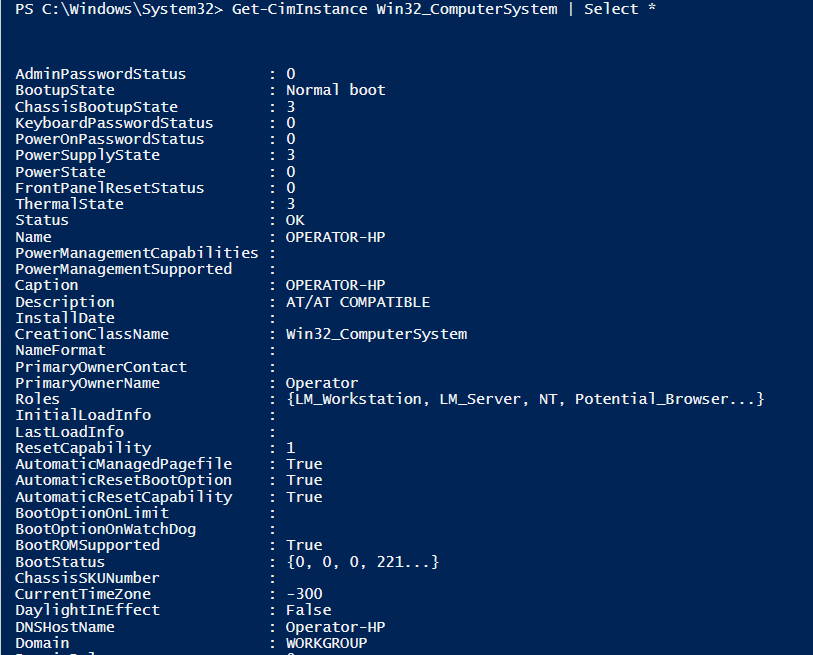 PS C:\Windows\System32> Get-CimInstance Win32_ComputerSystem | Select *
AdminPasswordStatus : 0
BootupState : Normal boot
ChassisBootupState : 3
KeyboardPasswordStatus : 0
PowerOnPasswordStatus : 0
PowerSupplyState : 3
PowerState : 0
FrontPanelResetStatus : 0
ThermalState : 3
Status : OK
Name : OPERATOR-HP
PowerManagementCapabilities :
PowerManagementSupported :
Caption : OPERATOR-HP
Description : AT/AT COMPATIBLE
InstallDate :
CreationClassName : Win32_ComputerSystem
NameFormat :
PrimaryOwnerContact :
PrimaryOwnerName : Operator
Roles : {LM_Workstation, LM_Server, NT, Potential_Browser...}
InitialLoadInfo :
LastLoadInfo :
ResetCapability : 1
AutomaticManagedPagefile : True
AutomaticResetBootOption : True
AutomaticResetCapability : True
BootOptionOnLimit :
BootOptionOnWatchDog :
BootROMSupported : True
BootStatus : {0, 0, 0, 221...}
ChassisSKUNumber :
CurrentTimeZone : -300
DaylightInEffect : False
DNSHostName : Operator-HP
Domain : WORKGROUP